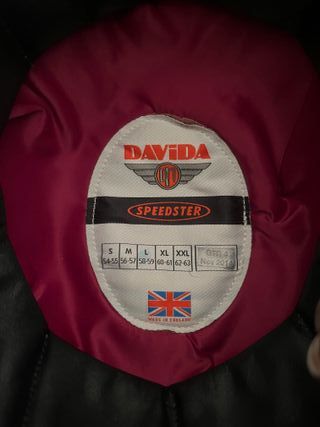 DAVIDA
SPEEDSTER
S M L XL XXL
54-55 56-57 58-59 60-61 62-63
MADE IN ENGLAND